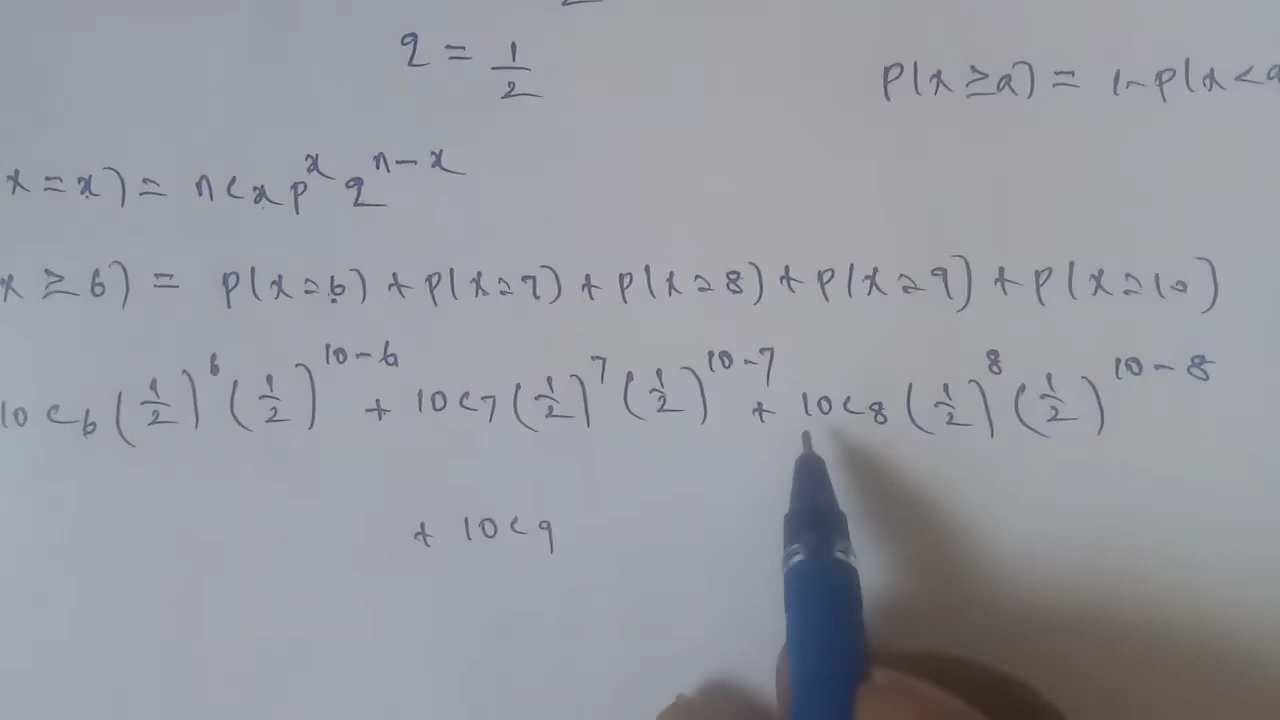 q = 1/2
P(x ≥ a) = 1 - P(x < a
x = x) = ncx p^x q^n-x
x ≥ 6) = P(x=6) + P(x=7) + P(x=8) + P(x=9) + P(x=10)
10c6 (1/2)^6 (1/2)^10-6 + 10c7 (1/2)^7 (1/2)^10-7 + 10c8 (1/2)^8 (1/2)^10-8
+ 10c9